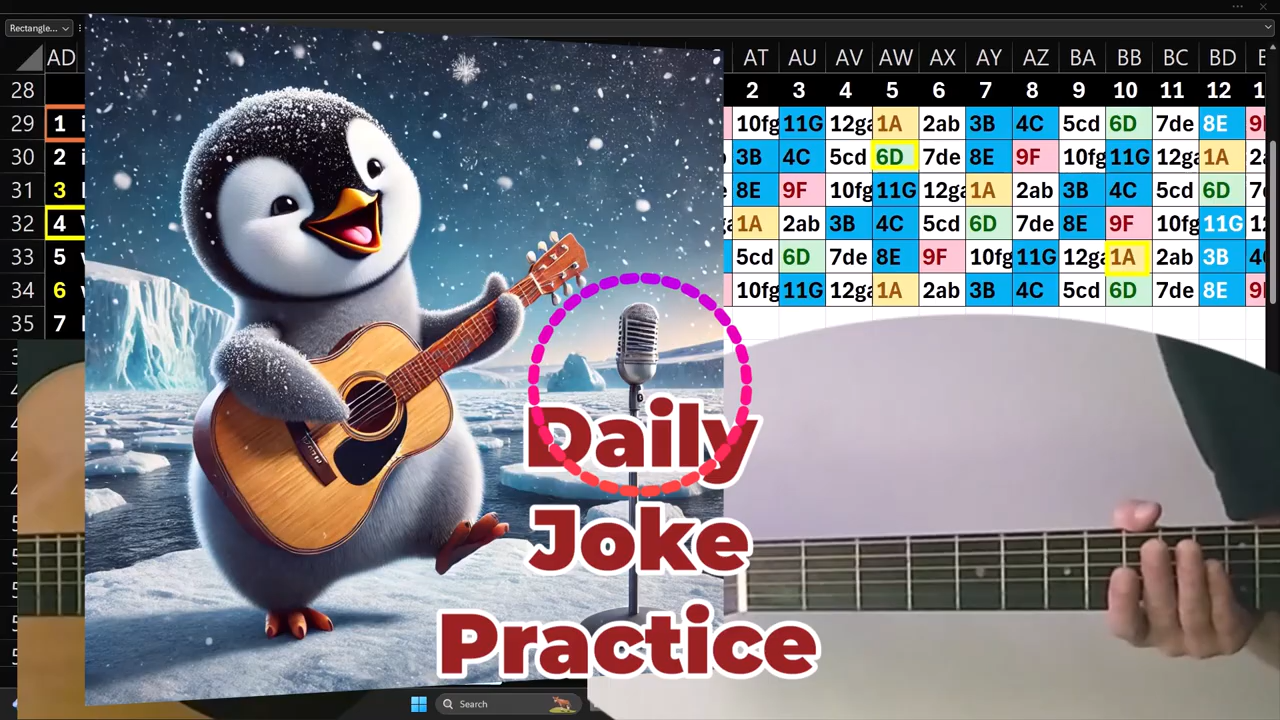 Rectangle...
AD AT AU AV AW AX AY AZ BA BB BC BD
28 2 3 4 5 6 7 8 9 10 11 12
29 1 10fg 11G 12ga 1A 2ab 3B 4C 5cd 6D 7de 8E
30 2 3B 4C 5cd 6D 7de 8E 9F 10fg 11G 12ga 1A
31 3 8E 9F 10fg 11G 12ga 1A 2ab 3B 4C 5cd 6D
32 4 1A 2ab 3B 4C 5cd 6D 7de 8E 9F 10fg 11G
33 5 5cd 6D 7de 8E 9F 10fg 11G 12ga 1A 2ab 3B
34 6 10fg 11G 12ga 1A 2ab 3B 4C 5cd 6D 7de 8E
35 7
Daily
Joke
Practice
Search